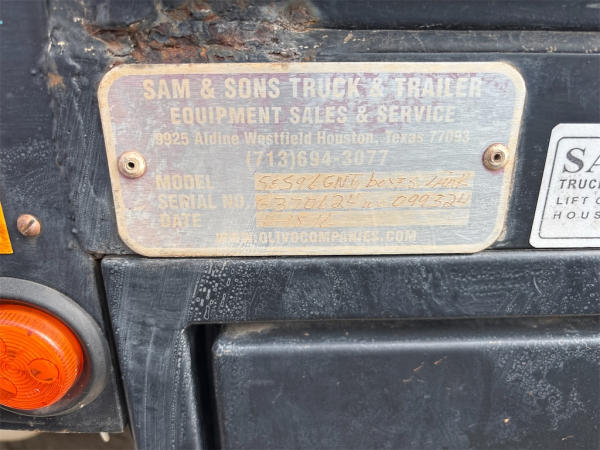 SAM & SONS TRUCK & TRAILER
EQUIPMENT SALES & SERVICE
9925 Aldine Westfield Houston, Texas 77093
(713)694-3077
MODEL
SERIAL NO.
DATE
WWW.OLIVOCOMPANIES.COM
SA
TRUCK
LIFT
HOUS